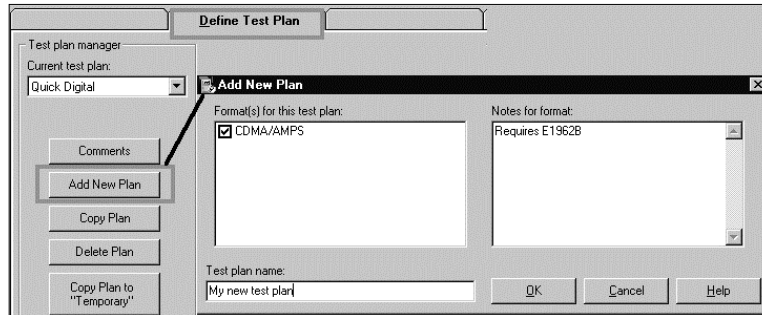 Define Test Plan
Test plan manager
Current test plan:
Quick Digital
Comments
Add New Plan
Copy Plan
Delete Plan
Copy Plan to
"Temporary"
Add New Plan
Format(s) for this test plan:
CDMA/AMPS
Notes for format:
Requires E1962B
Test plan name:
My new test plan
OK
Cancel
Help